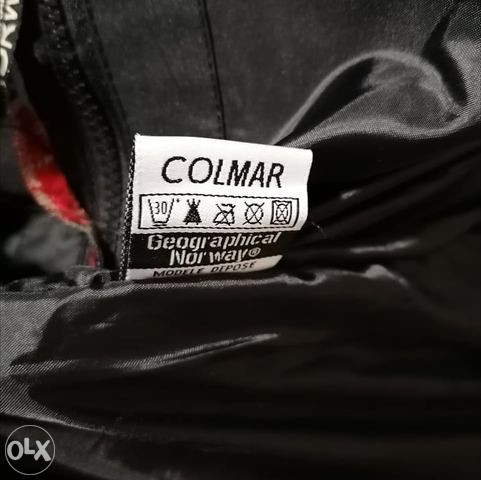 COLMAR
30°
Geographical
Norway®
MODELE DEPOSE
OLX